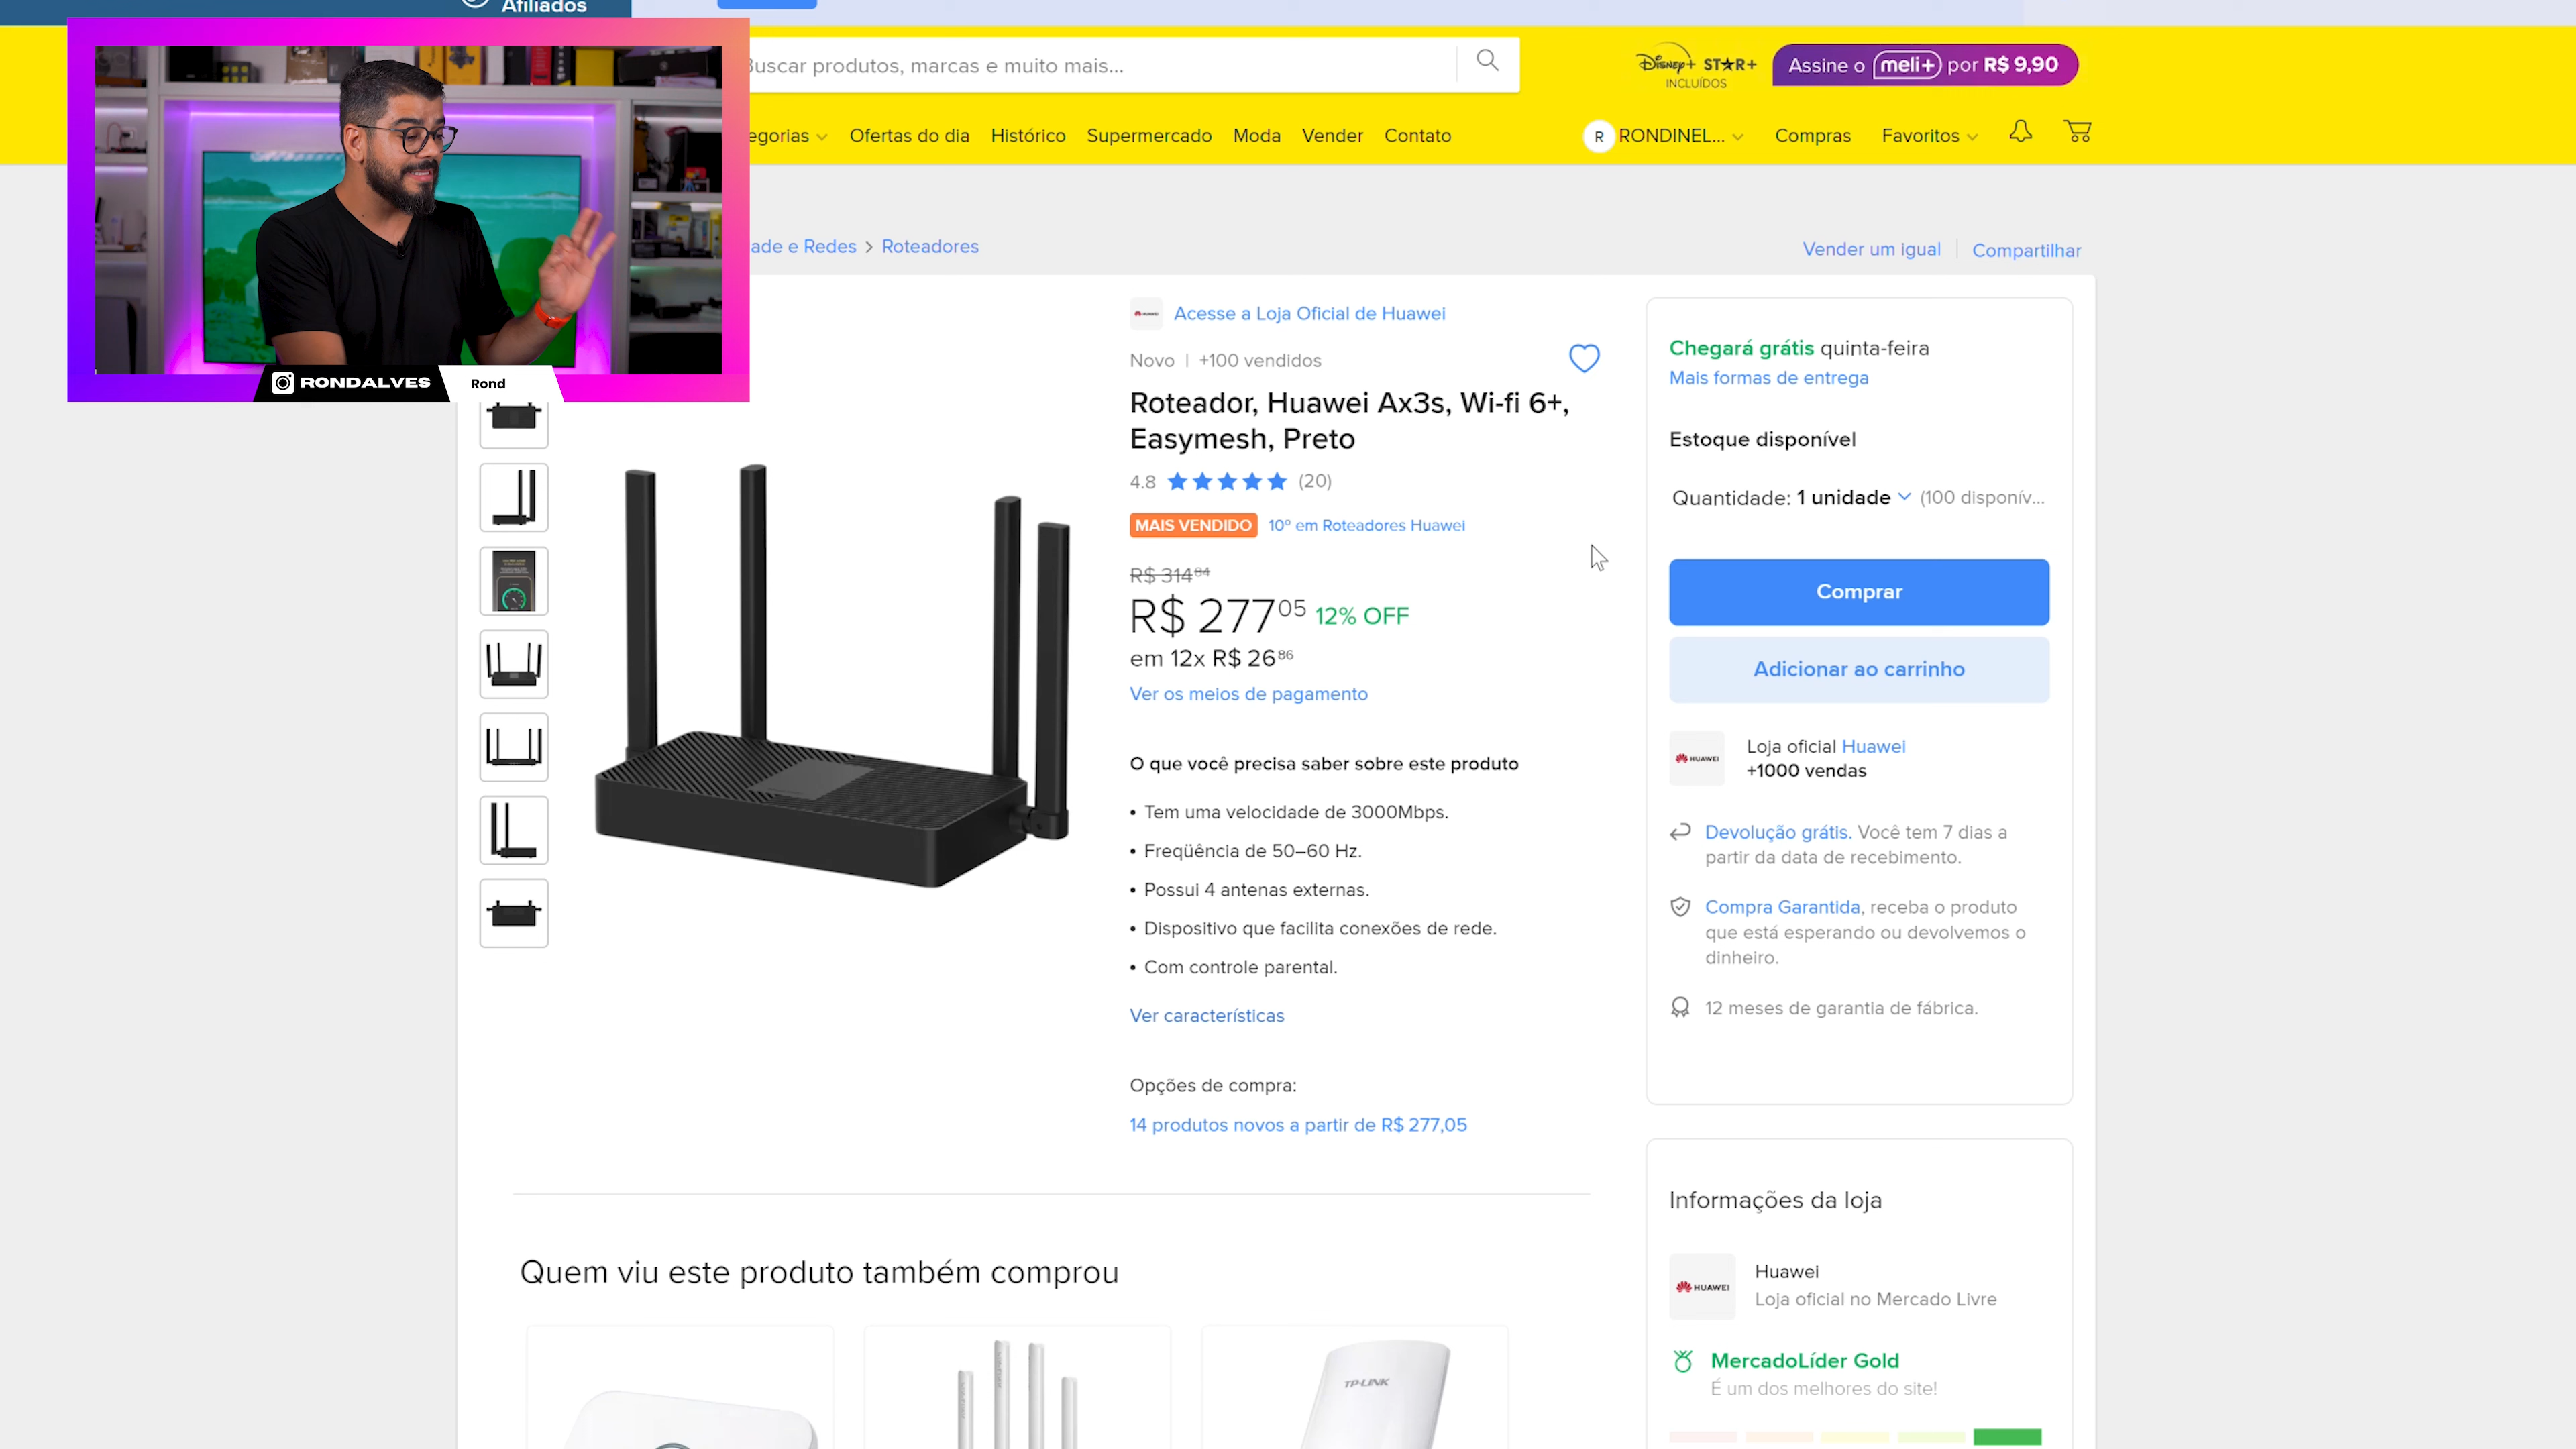 Afiliados
Buscar produtos, marcas e muito mais...
Disney+ STAR+
INCLUÍDOS
Assine o meli+ por R$ 9,90
egorias
Ofertas do dia
Histórico
Supermercado
Moda
Vender
Contato
R
RONDINEL...
Compras
Favoritos
RONDALVES
Rond
ade e Redes > Roteadores
Vender um igual
Compartilhar
HUAWEI
Acesse a Loja Oficial de Huawei
Novo | +100 vendidos
Roteador, Huawei Ax3s, Wi-fi 6+,
Easymesh, Preto
4.8 (20)
MAIS VENDIDO 10º em Roteadores Huawei
R$ 314 84
R$ 277 05 12% OFF
em 12x R$ 26 86
Ver os meios de pagamento
O que você precisa saber sobre este produto
• Tem uma velocidade de 3000Mbps.
• Freqüência de 50–60 Hz.
• Possui 4 antenas externas.
• Dispositivo que facilita conexões de rede.
• Com controle parental.
Ver características
Opções de compra:
14 produtos novos a partir de R$ 277,05
Chegará grátis quinta-feira
Mais formas de entrega
Estoque disponível
Quantidade: 1 unidade (100 disponív...
Comprar
Adicionar ao carrinho
HUAWEI
Loja oficial Huawei
+1000 vendas
Devolução grátis. Você tem 7 dias a
partir da data de recebimento.
Compra Garantida, receba o produto
que está esperando ou devolvemos o
dinheiro.
12 meses de garantia de fábrica.
Informações da loja
HUAWEI
Huawei
Loja oficial no Mercado Livre
MercadoLíder Gold
É um dos melhores do site!
Quem viu este produto também comprou
TP-LINK